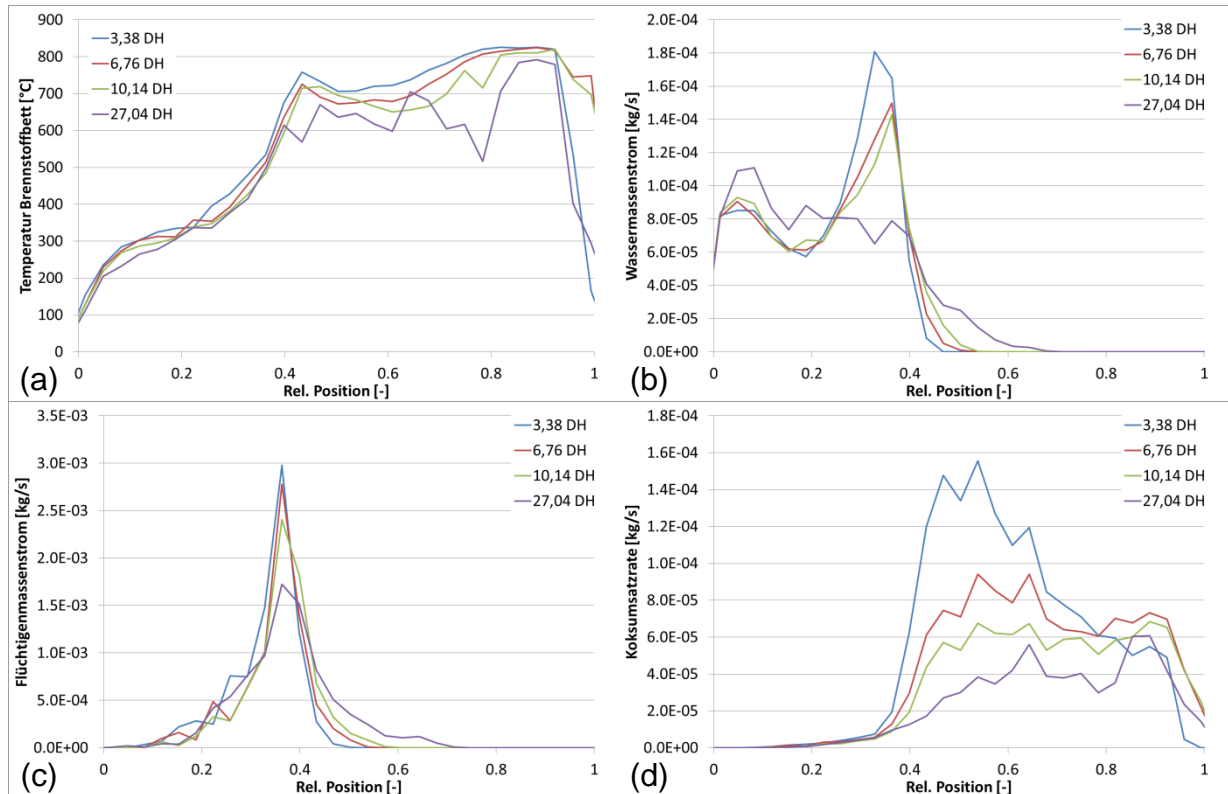 900
800
700
600
500
400
300
200
100
0
Temperatur Brennstoffbett [°C]
3,38 DH
6,76 DH
10,14 DH
27,04 DH
0
0.2
0.4
0.6
0.8
1
Rel. Position [-]
(a)
2.0E-04
1.8E-04
1.6E-04
1.4E-04
1.2E-04
1.0E-04
8.0E-05
6.0E-05
4.0E-05
2.0E-05
0.0E+00
Wassermassenstrom [kg/s]
3,38 DH
6,76 DH
10,14 DH
27,04 DH
0
0.2
0.4
0.6
0.8
1
Rel. Position [-]
(b)
3.5E-03
3.0E-03
2.5E-03
2.0E-03
1.5E-03
1.0E-03
5.0E-04
0.0E+00
Flüchtigenmassenstrom [kg/s]
3,38 DH
6,76 DH
10,14 DH
27,04 DH
0
0.2
0.4
0.6
0.8
1
Rel. Position [-]
(c)
1.8E-04
1.6E-04
1.4E-04
1.2E-04
1.0E-04
8.0E-05
6.0E-05
4.0E-05
2.0E-05
0.0E+00
Koksumsatzrate [kg/s]
3,38 DH
6,76 DH
10,14 DH
27,04 DH
0
0.2
0.4
0.6
0.8
1
Rel. Position [-]
(d)